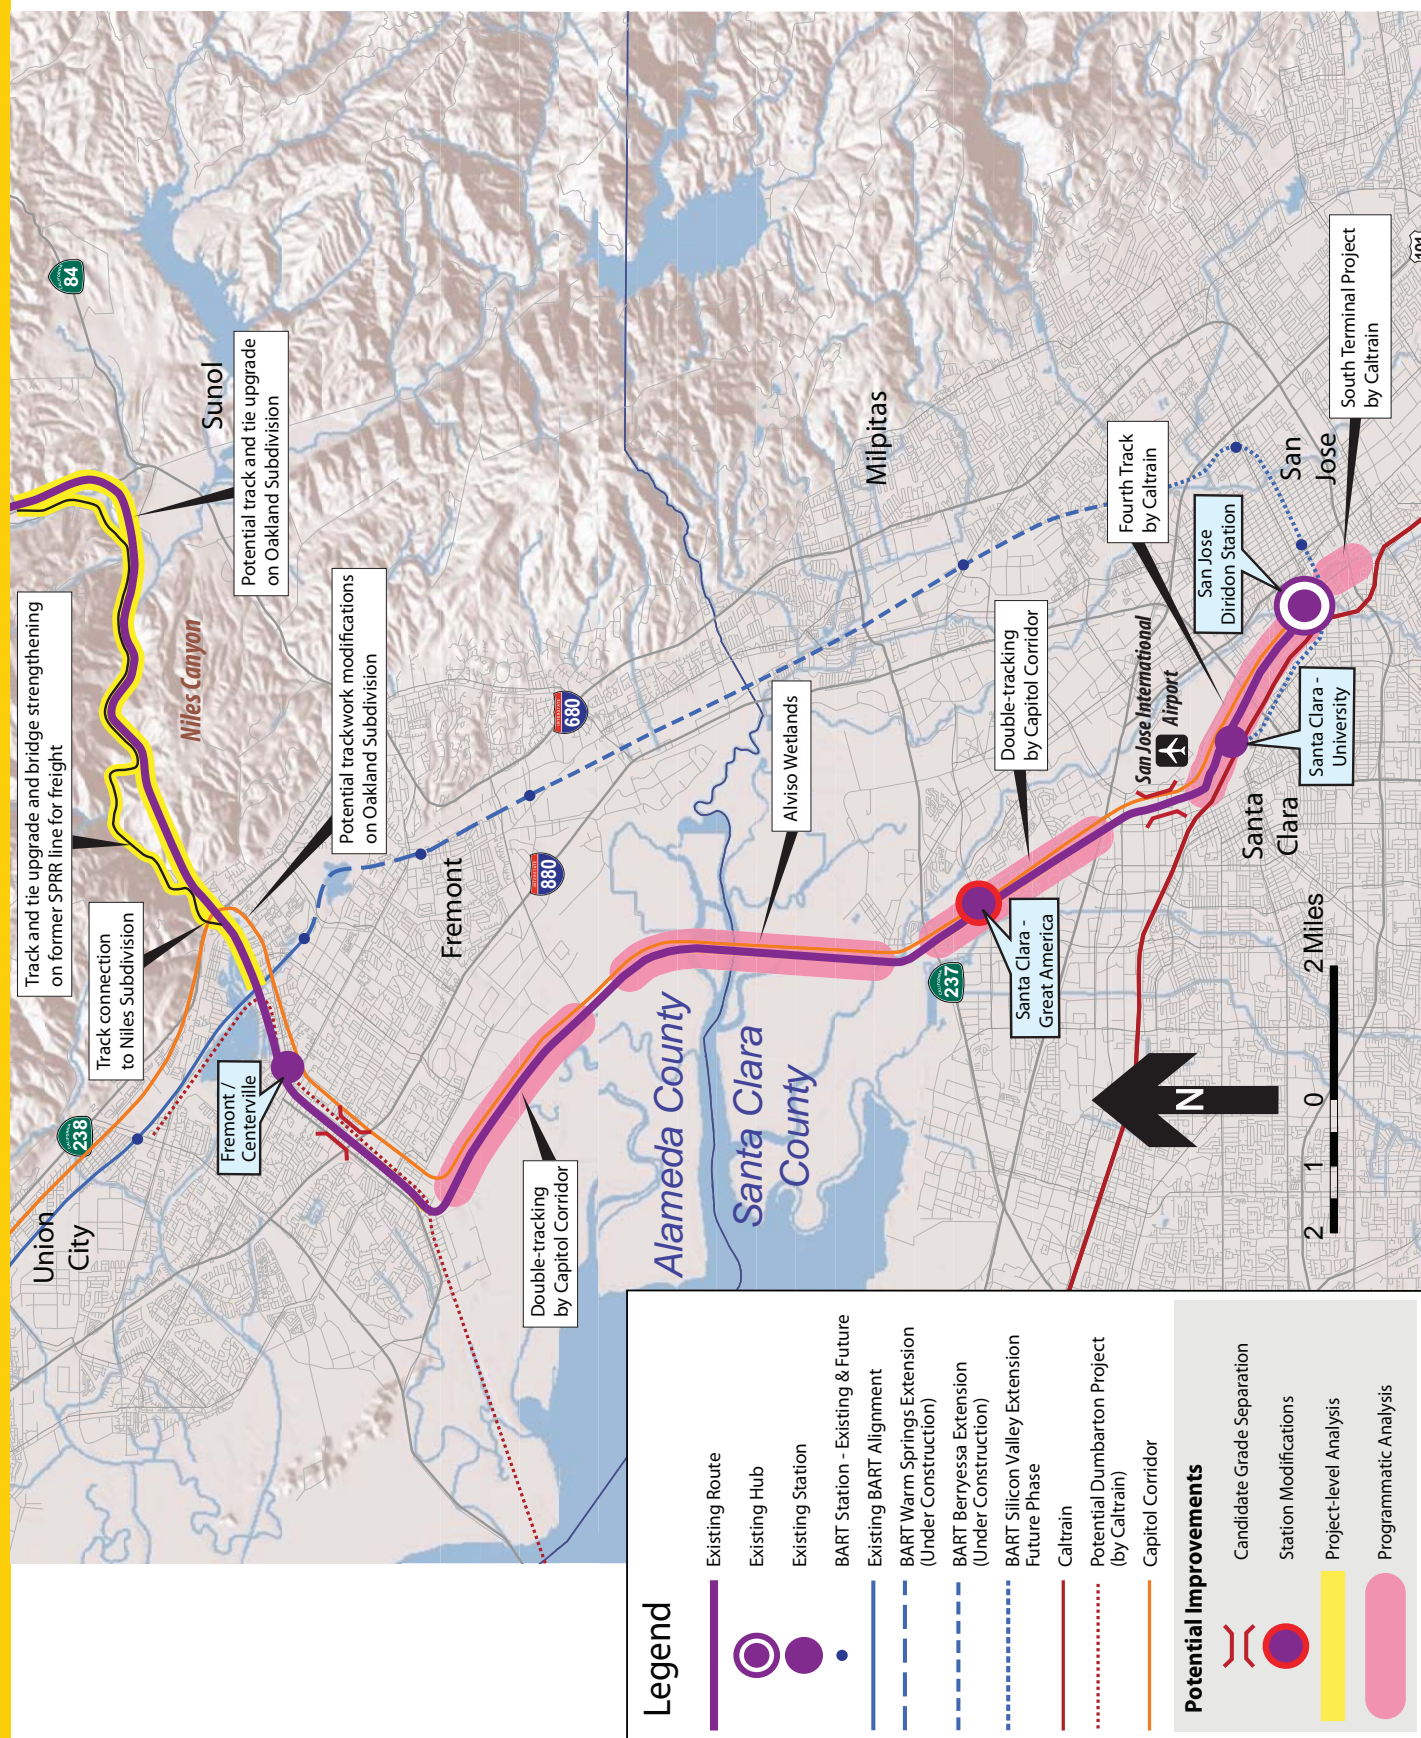 Track and tie upgrade and bridge strengthening
on former SPRR line for freight
CALIFORNIA
84
Sunol
Potential track and tie upgrade
on Oakland Subdivision
Niles Canyon
Potential trackwork modifications
on Oakland Subdivision
Track connection
to Niles Subdivision
CALIFORNIA
238
Union
City
Fremont /
Centerville
Fremont
INTERSTATE
680
INTERSTATE
880
Double-tracking
by Capitol Corridor
Alviso Wetlands
Alameda County
Santa Clara
County
Milpitas
CALIFORNIA
237
Santa Clara -
Great America
Double-tracking
by Capitol Corridor
San Jose International
Airport
Fourth Track
by Caltrain
San Jose
Diridon Station
San
Jose
South Terminal Project
by Caltrain
101
Santa
Clara
Santa Clara -
University
N
2 1 0 2 Miles
Legend
Existing Route
Existing Hub
Existing Station
BART Station - Existing & Future
Existing BART Alignment
BART Warm Springs Extension
(Under Construction)
BART Berryessa Extension
(Under Construction)
BART Silicon Valley Extension
Future Phase
Caltrain
Potential Dumbarton Project
(by Caltrain)
Capitol Corridor
Potential Improvements
Candidate Grade Separation
Station Modifications
Project-level Analysis
Programmatic Analysis